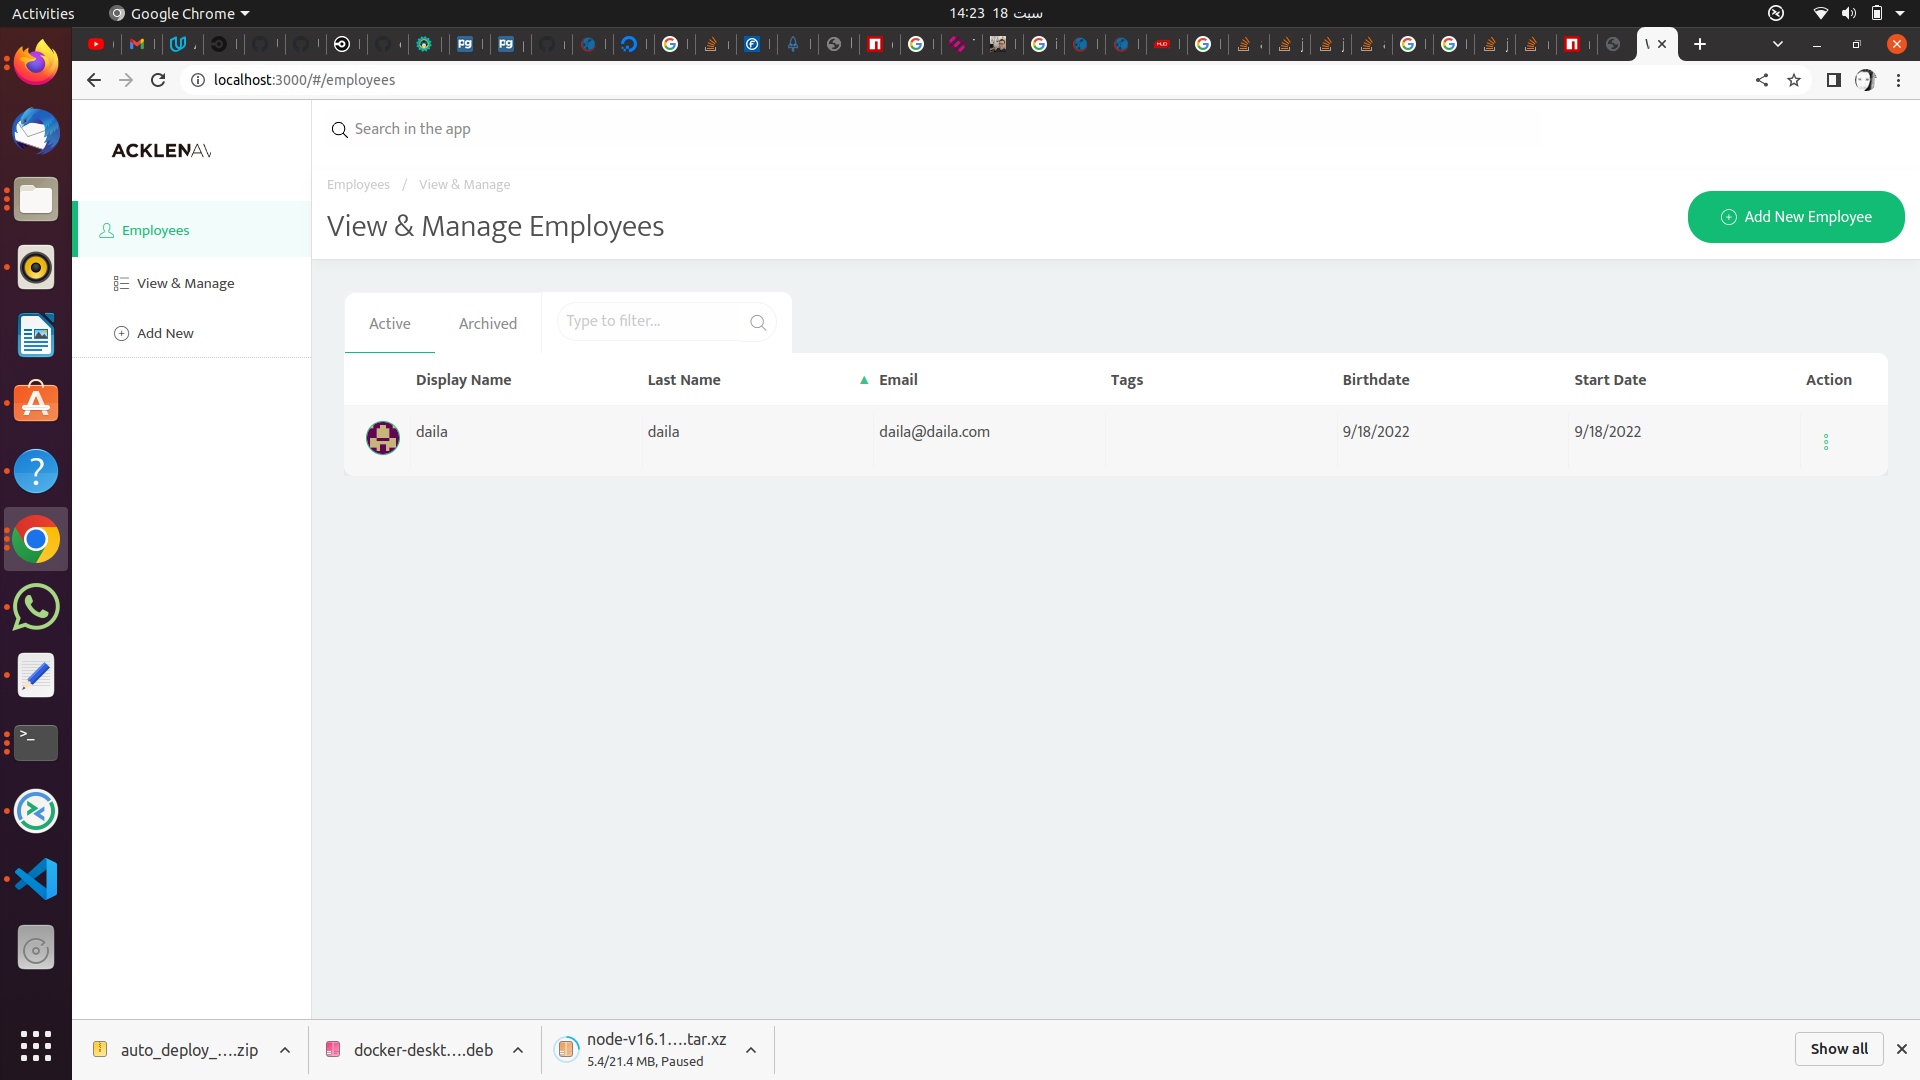 Activities
Google Chrome
14:23 18 سبت
localhost:3000/#/employees
ACKLENAV
Search in the app
Employees / View & Manage
View & Manage Employees
Add New Employee
Employees
View & Manage
Add New
Active
Archived
Type to filter...
Display Name
Last Name
Email
Tags
Birthdate
Start Date
Action
daila
daila
daila@daila.com
9/18/2022
9/18/2022
auto_deploy_....zip
docker-deskt....deb
node-v16.1....tar.xz
5.4/21.4 MB, Paused
Show all